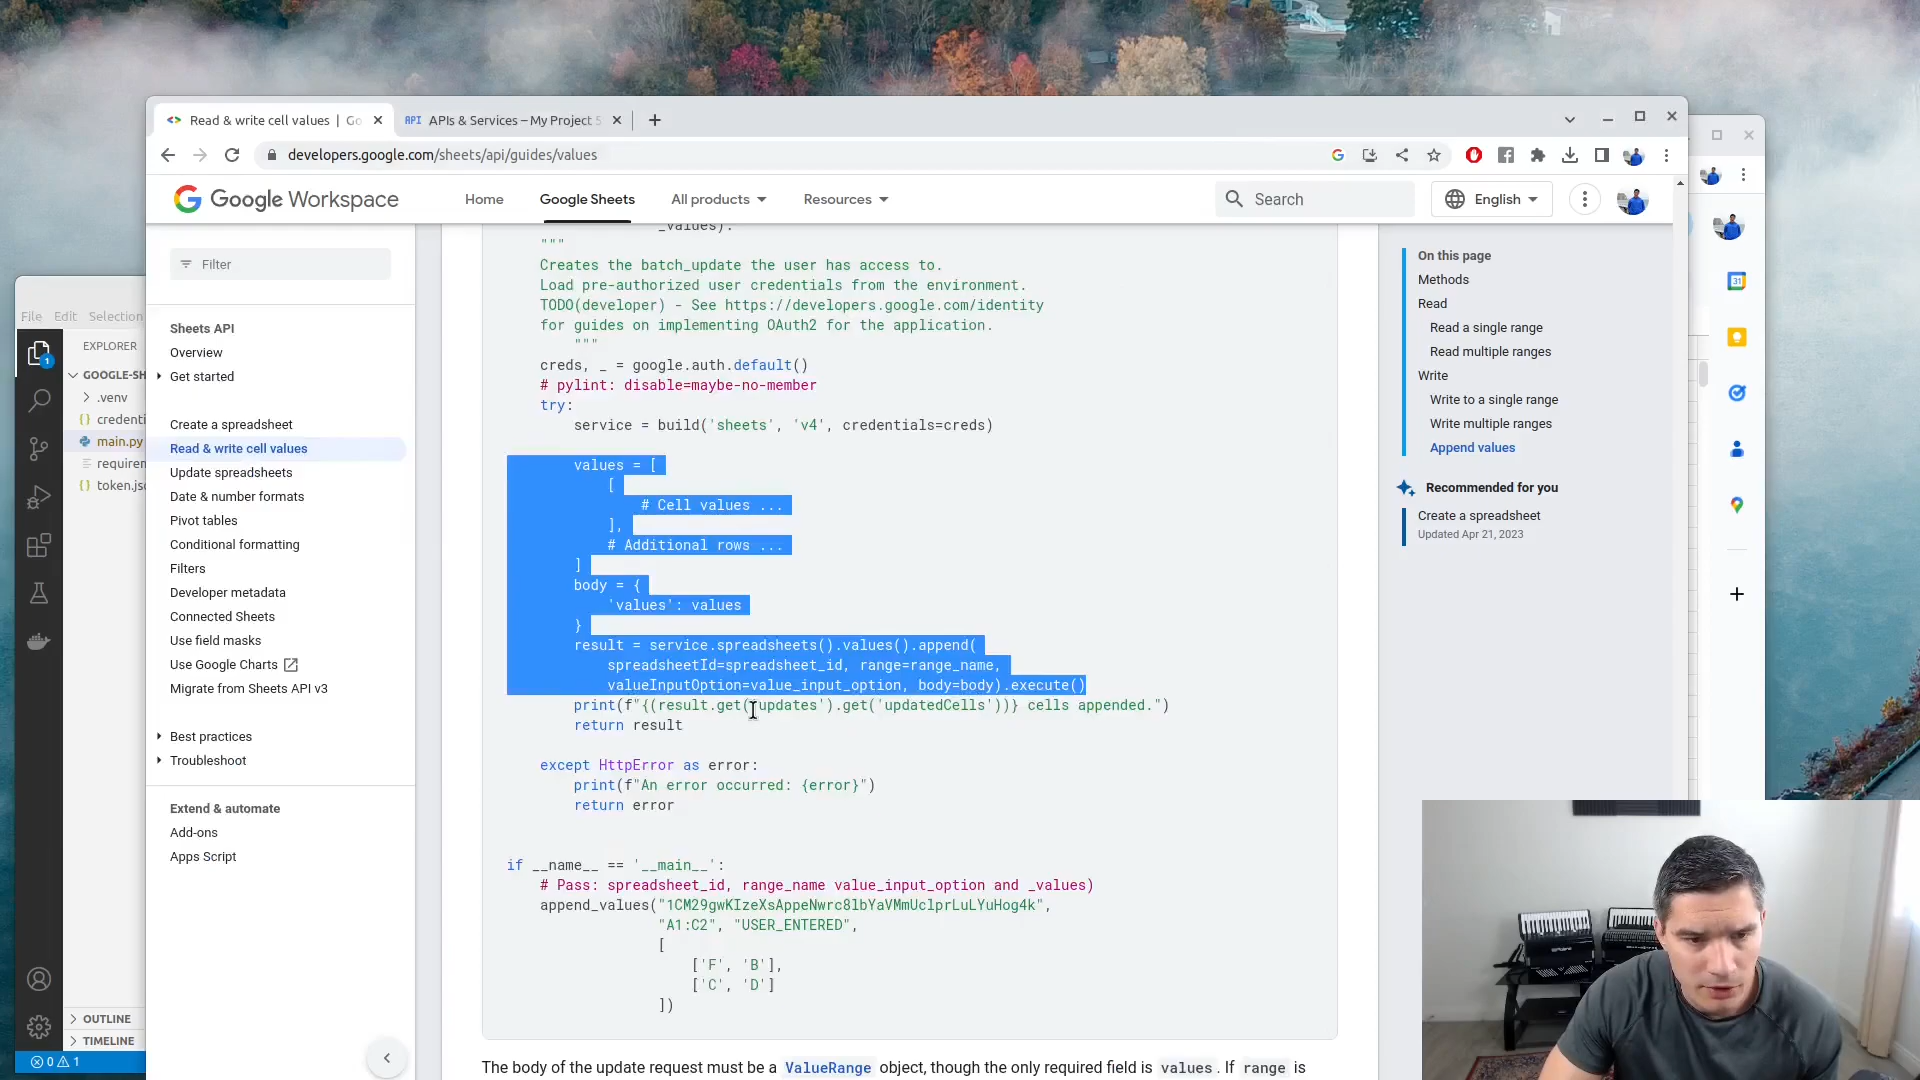 Read & write cell values | Go
APIs & Services – My Project S
developers.google.com/sheets/api/guides/values
Google Workspace
Home
Google Sheets
All products
Resources
Search
English
File Edit Selection
EXPLORER
GOOGLE-SH
.venv
credenti
main.py
requirem
token.jso
OUTLINE
TIMELINE
0 1
Filter
Sheets API
Overview
Get started
Create a spreadsheet
Read & write cell values
Update spreadsheets
Date & number formats
Pivot tables
Conditional formatting
Filters
Developer metadata
Connected Sheets
Use field masks
Use Google Charts
Migrate from Sheets API v3
Best practices
Troubleshoot
Extend & automate
Add-ons
Apps Script
_values):
"""
Creates the batch_update the user has access to.
Load pre-authorized user credentials from the environment.
TODO(developer) - See https://developers.google.com/identity
for guides on implementing OAuth2 for the application.
"""
creds, _ = google.auth.default()
# pylint: disable=maybe-no-member
try:
service = build('sheets', 'v4', credentials=creds)
values = [
[
# Cell values ...
],
# Additional rows ...
]
body = {
'values': values
}
result = service.spreadsheets().values().append(
spreadsheetId=spreadsheet_id, range=range_name,
valueInputOption=value_input_option, body=body).execute()
print(f"{(result.get('updates').get('updatedCells'))} cells appended.")
return result
except HttpError as error:
print(f"An error occurred: {error}")
return error
if __name__ == '__main__':
# Pass: spreadsheet_id, range_name value_input_option and _values)
append_values("1CM29gwKIzeXsAppeNwrc8lbYaVMmUclprLuLYuHog4k",
"A1:C2", "USER_ENTERED",
[
['F', 'B'],
['C', 'D']
])
The body of the update request must be a ValueRange object, though the only required field is values. If range is
On this page
Methods
Read
Read a single range
Read multiple ranges
Write
Write to a single range
Write multiple ranges
Append values
Recommended for you
Create a spreadsheet
Updated Apr 21, 2023